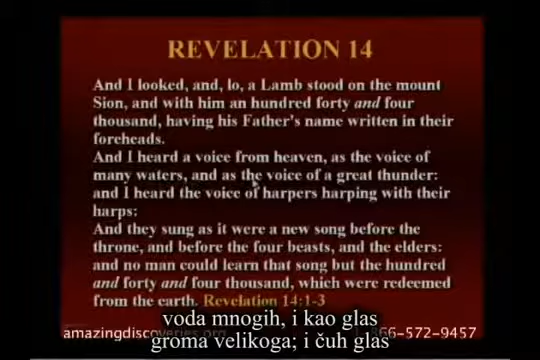 REVELATION 14
And I looked, and, lo, a Lamb stood on the mount
Sion, and with him an hundred forty and four
thousand, having his Father's name written in their
foreheads.
And I heard a voice from heaven, as the voice of
many waters, and as the voice of a great thunder:
and I heard the voice of harpers harping with their
harps:
And they sung as it were a new song before the
throne, and before the four beasts, and the elders:
and no man could learn that song but the hundred
and forty and four thousand, which were redeemed
from the earth. Revelation 14:1-3
voda mnogih, i kao glas
amazingdiscoveries.org 866-572-9457
groma velikoga; i čuh glas